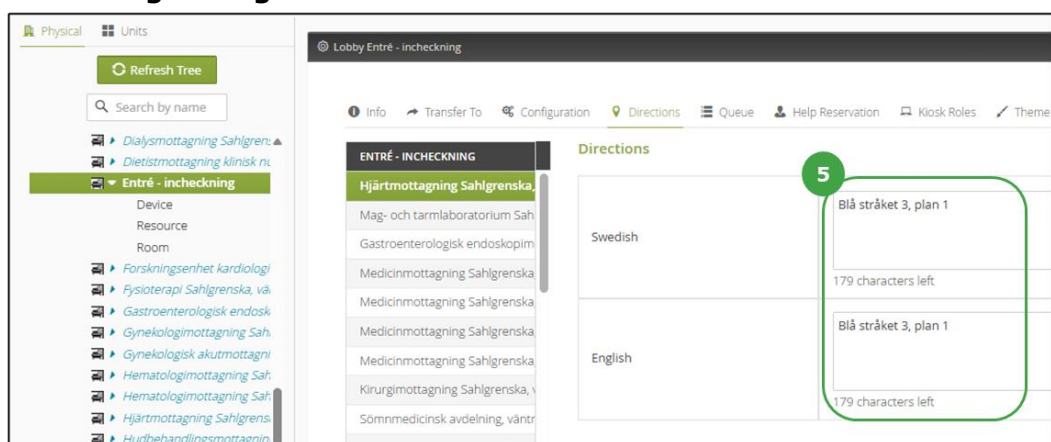 Physical
Units
Refresh Tree
Search by name
Dialysmottagning Sahlgren
Dietistmottagning klinisk nu
Entré - incheckning
Device
Resource
Room
Forskningsenhet kardiologi
Fysioterapi Sahlgrenska, vä
Gastroenterologisk endosk
Gynekologimottagning Sah
Gynekologisk akutmottagni
Hematologimottagning Sah
Hematologimottagning Sah
Hjärtmottagning Sahlgrens
Hudbehandlingsmottagnin
Lobby Entré - incheckning
Info
Transfer To
Configuration
Directions
Queue
Help Reservation
Kiosk Roles
Theme
ENTRÉ - INCHECKNING
Hjärtmottagning Sahlgrenska,
Mag- och tarmlaboratorium Sah
Gastroenterologisk endoskopim
Medicinmottagning Sahlgrenska
Medicinmottagning Sahlgrenska
Medicinmottagning Sahlgrenska
Medicinmottagning Sahlgrenska
Kirurgimottagning Sahlgrenska, v
Sömnmedicinsk avdelning, väntr
Directions
5
Swedish
Blå stråket 3, plan 1
179 characters left
English
Blå stråket 3, plan 1
179 characters left